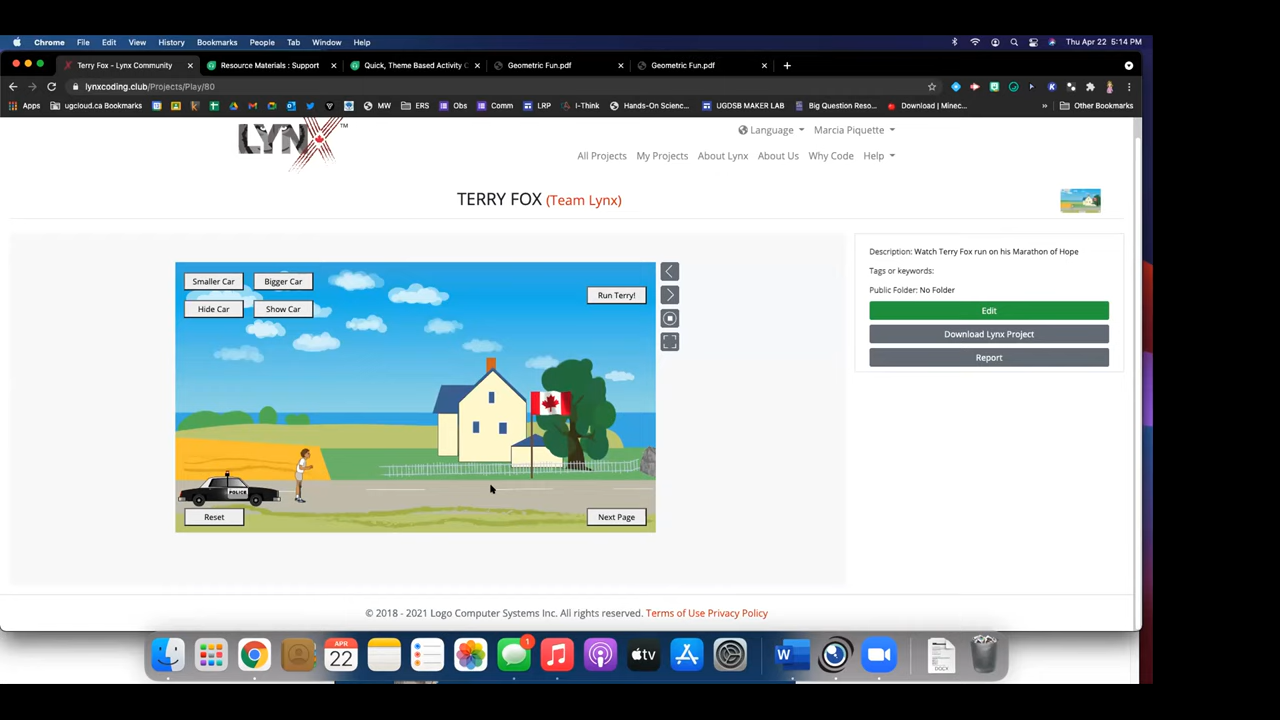 Chrome File Edit View History Bookmarks People Tab Window Help Thu Apr 22 5:14 PM
Terry Fox - Lynx Community Resource Materials : Support Quick, Theme Based Activity C Geometric Fun.pdf Geometric Fun.pdf
lynxcoding.club/Projects/Play/80
Apps ugcloud.ca Bookmarks MW ERS Obs Comm LRP I-Think Hands-On Scienc... UGDSB MAKER LAB Big Question Reso... Download | Minec... Other Bookmarks
LYNX™
Language Marcia Piquette
All Projects My Projects About Lynx About Us Why Code Help
TERRY FOX (Team Lynx)
Smaller Car Bigger Car
Run Terry!
Hide Car Show Car
POLICE
Reset Next Page
Description: Watch Terry Fox run on his Marathon of Hope
Tags or keywords:
Public Folder: No Folder
Edit
Download Lynx Project
Report
© 2018 - 2021 Logo Computer Systems Inc. All rights reserved. Terms of Use Privacy Policy
APR
22
1
tv
W
DOCX